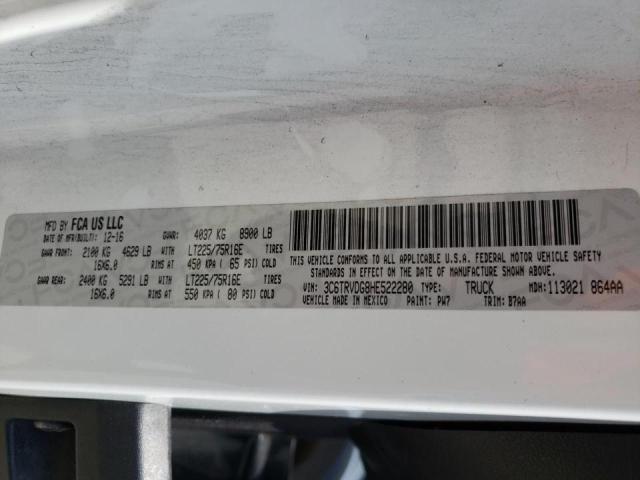 MFD BY FCA US LLC
DATE OF MFR(BUILT): 12-16 GVWR: 4037 KG 8900 LB
GAWR FRONT: 2100 KG 4629 LB WITH LT225/75R16E TIRES
16X6.0 RIMS AT 450 KPA ( 65 PSI) COLD
GAWR REAR: 2400 KG 5291 LB WITH LT225/75R16E TIRES
16X6.0 RIMS AT 550 KPA ( 80 PSI) COLD
THIS VEHICLE CONFORMS TO ALL APPLICABLE U.S.A. FEDERAL MOTOR VEHICLE SAFETY
STANDARDS IN EFFECT ON THE DATE OF MANUFACTURE SHOWN ABOVE.
VIN: 3C6TRVDG8HE522280 TYPE: TRUCK MDH: 113021 864AA
VEHICLE MADE IN MEXICO PAINT: PW7 TRIM: B7AA